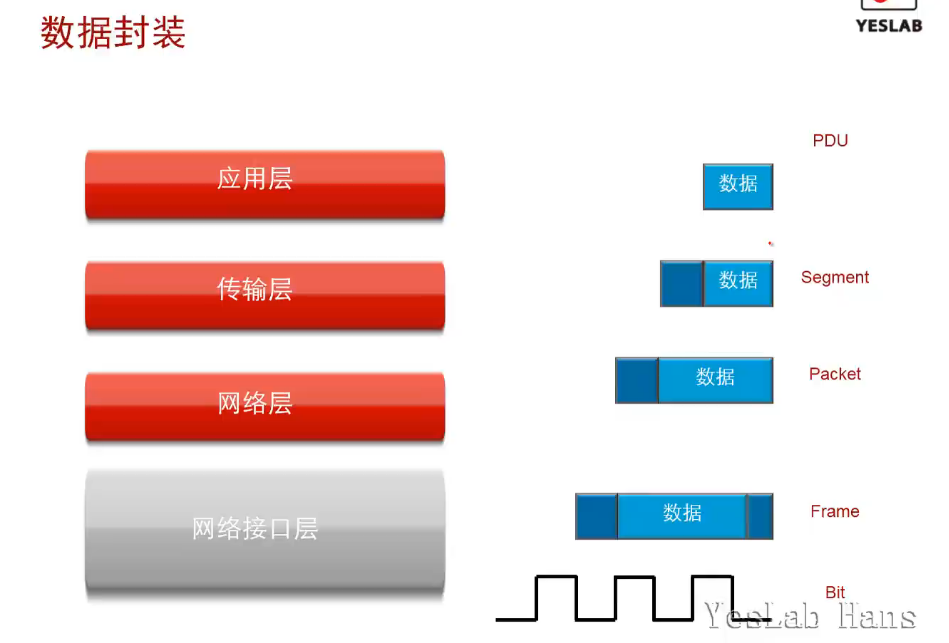 数据封装
YESLAB
PDU
应用层
数据
传输层
数据
Segment
网络层
数据
Packet
网络接口层
数据
Frame
Bit
YesLab Hans